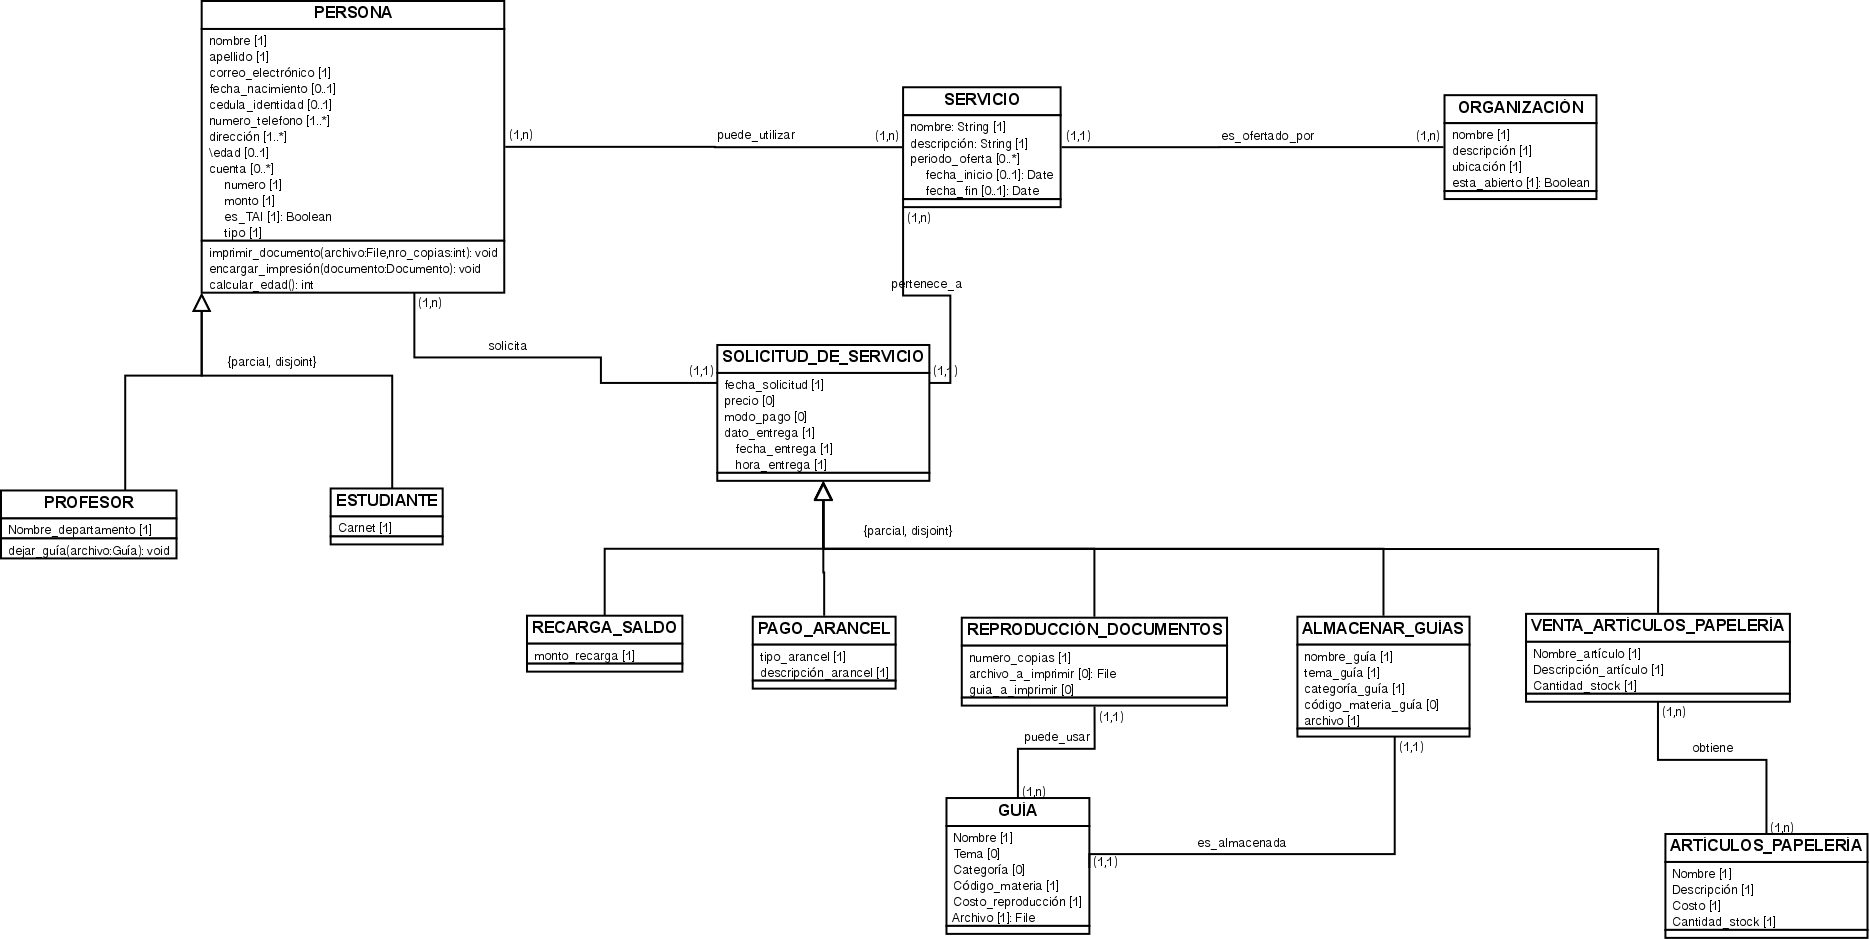 PERSONA
nombre [1]
apellido [1]
correo_electrónico [1]
fecha_nacimiento [0..1]
cedula_identidad [0..1]
numero_telefono [1..*]
dirección [1..*]
\edad [0..1]
cuenta [0..*]
numero [1]
monto [1]
es_TAI [1]: Boolean
tipo [1]
imprimir_documento(archivo:File,nro_copias:int): void
encargar_impresión(documento:Documento): void
calcular_edad(): int
(1,n)
puede_utilizar
(1,n)
SERVICIO
nombre: String [1]
descripción: String [1]
periodo_oferta [0..*]
fecha_inicio [0..1]: Date
fecha_fin [0..1]: Date
(1,1)
es_ofertado_por
(1,n)
ORGANIZACIÓN
nombre [1]
descripción [1]
ubicación [1]
esta_abierto [1]: Boolean
(1,n)
pertenece_a
(1,1)
(1,n)
solicita
(1,1)
{parcial, disjoint}
SOLICITUD_DE_SERVICIO
fecha_solicitud [1]
precio [0]
modo_pago [0]
dato_entrega [1]
fecha_entrega [1]
hora_entrega [1]
PROFESOR
Nombre_departamento [1]
dejar_guía(archivo:Guía): void
ESTUDIANTE
Carnet [1]
{parcial, disjoint}
RECARGA_SALDO
monto_recarga [1]
PAGO_ARANCEL
tipo_arancel [1]
descripción_arancel [1]
REPRODUCCIÓN_DOCUMENTOS
numero_copias [1]
archivo_a_imprimir [0]: File
guia_a_imprimir [0]
ALMACENAR_GUÍAS
nombre_guía [1]
tema_guía [1]
categoría_guía [1]
código_materia_guía [0]
archivo [1]
VENTA_ARTÍCULOS_PAPELERÍA
Nombre_artículo [1]
Descripción_artículo [1]
Cantidad_stock [1]
(1,1)
puede_usar
(1,n)
(1,1)
es_almacenada
(1,1)
(1,n)
obtiene
(1,n)
GUÍA
Nombre [1]
Tema [0]
Categoría [0]
Código_materia [1]
Costo_reproducción [1]
Archivo [1]: File
ARTÍCULOS_PAPELERÍA
Nombre [1]
Descripción [1]
Costo [1]
Cantidad_stock [1]